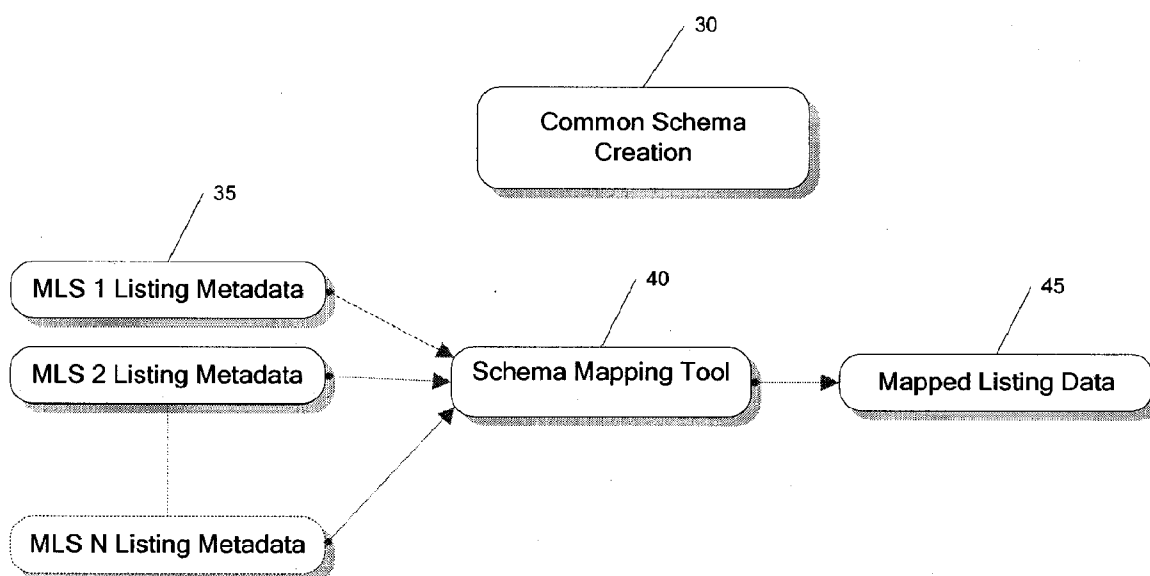 30
Common Schema
Creation
35
MLS 1 Listing Metadata
40
45
MLS 2 Listing Metadata
Schema Mapping Tool
Mapped Listing Data
MLS N Listing Metadata